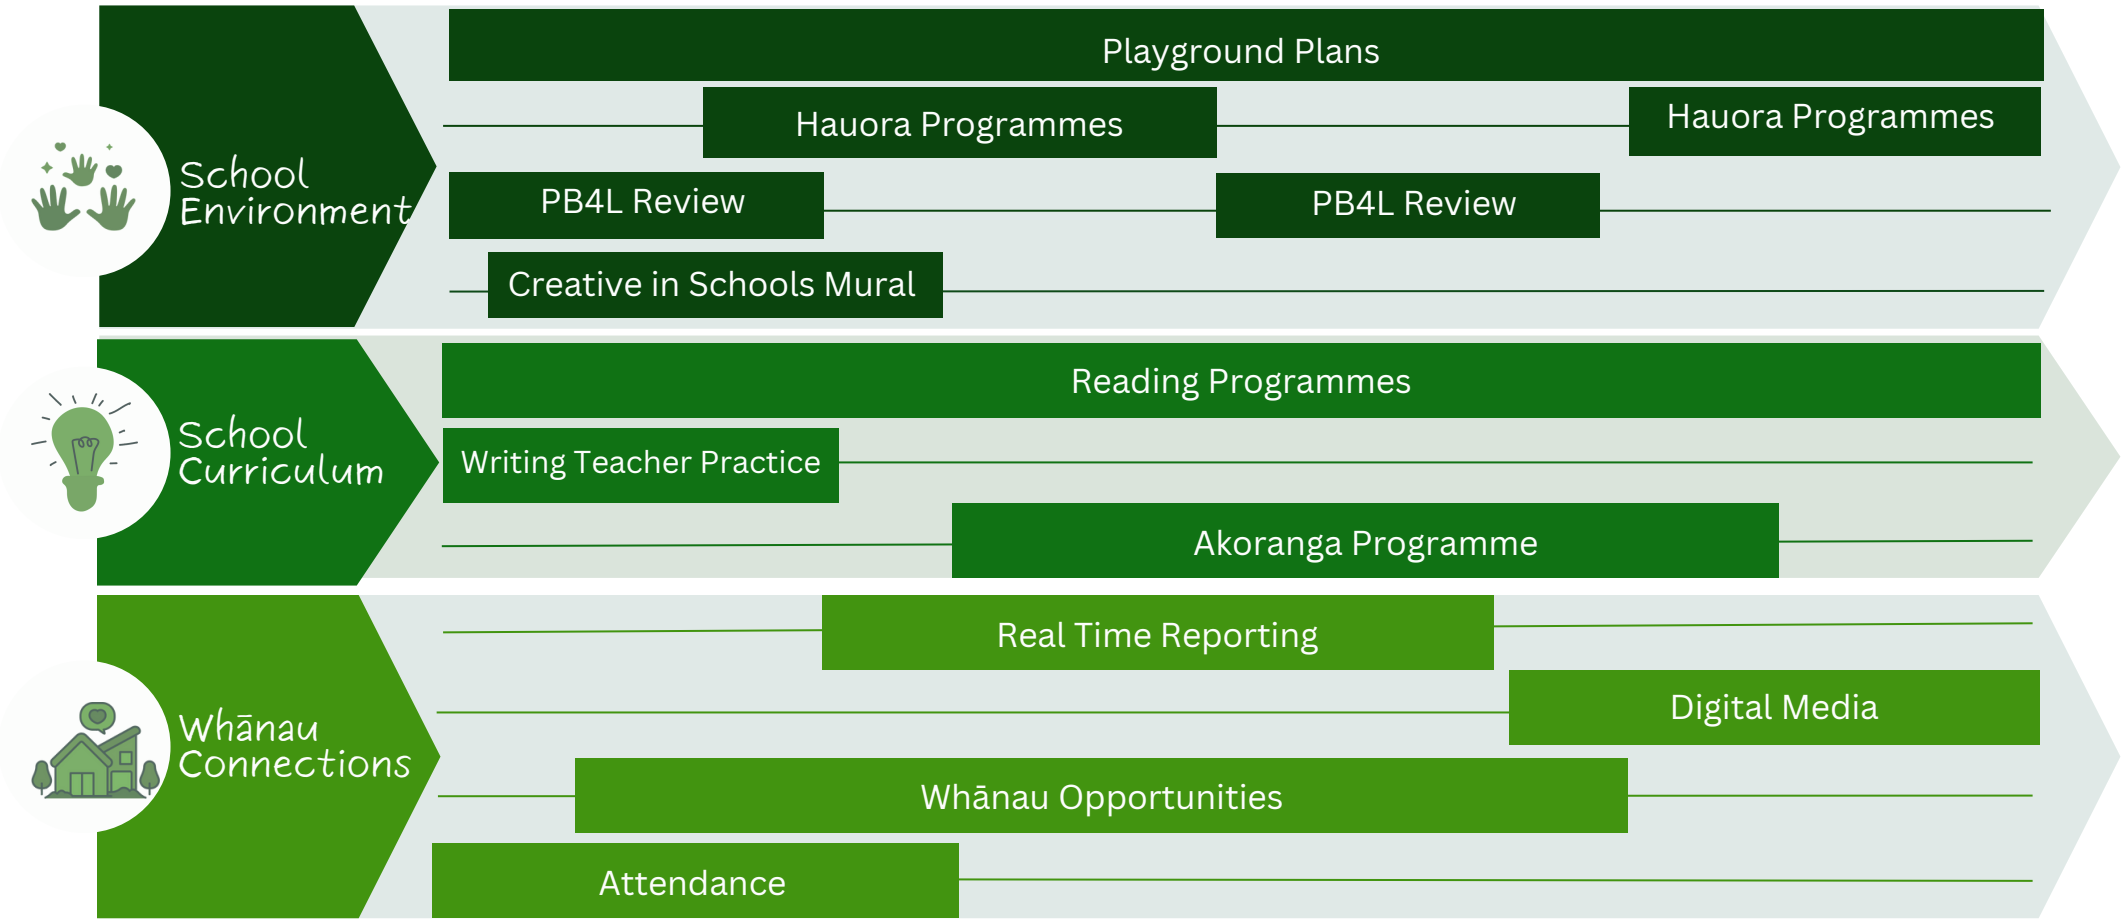 School
Environment
Playground Plans
Hauora Programmes
Hauora Programmes
PB4L Review
PB4L Review
Creative in Schools Mural
School
Curriculum
Reading Programmes
Writing Teacher Practice
Akoranga Programme
Whānau
Connections
Real Time Reporting
Digital Media
Whānau Opportunities
Attendance